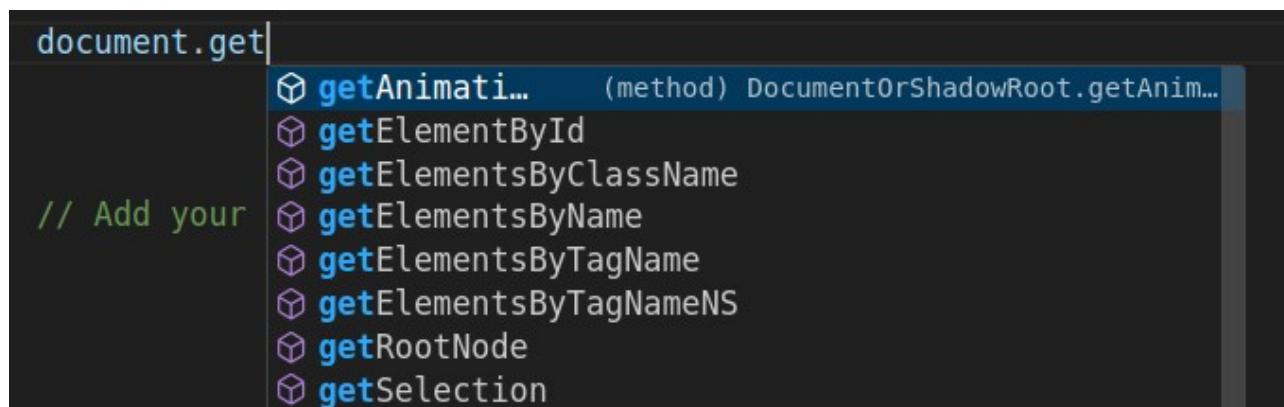 document.get
getAnimati… (method) DocumentOrShadowRoot.getAnim…
getElementById
getElementsByClassName
// Add your getElementsByName
getElementsByTagName
getElementsByTagNameNS
getRootNode
getSelection